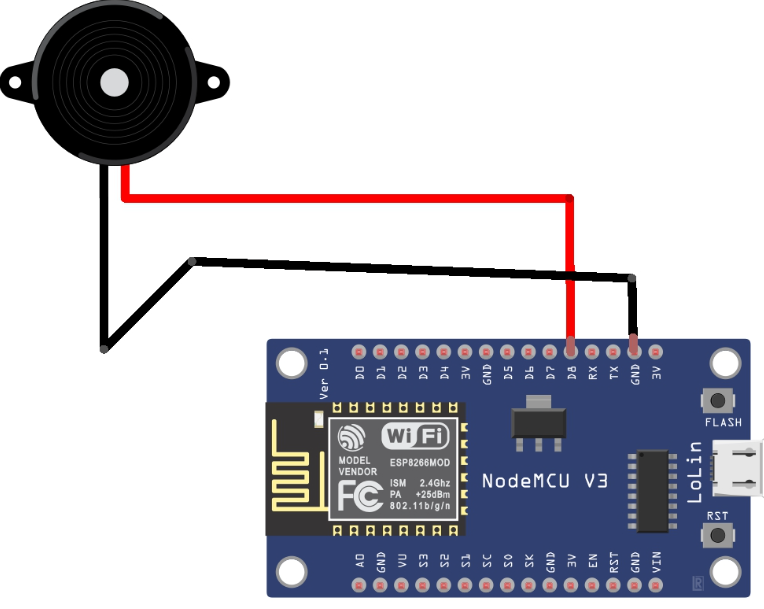 Ver 0.1
D0 D1 D2 D3 D4 3V GND D5 D6 D7 D8 RX TX GND 3V
FLASH
WiFi
MODEL
VENDOR
ESP8266MOD
FC
ISM 2.4Ghz
PA +25dBm
802.11b/g/n
NodeMCU V3
LoLin
RST
A0 GND VU S3 S2 S1 SC S0 SK GND 3V EN RST GND VIN